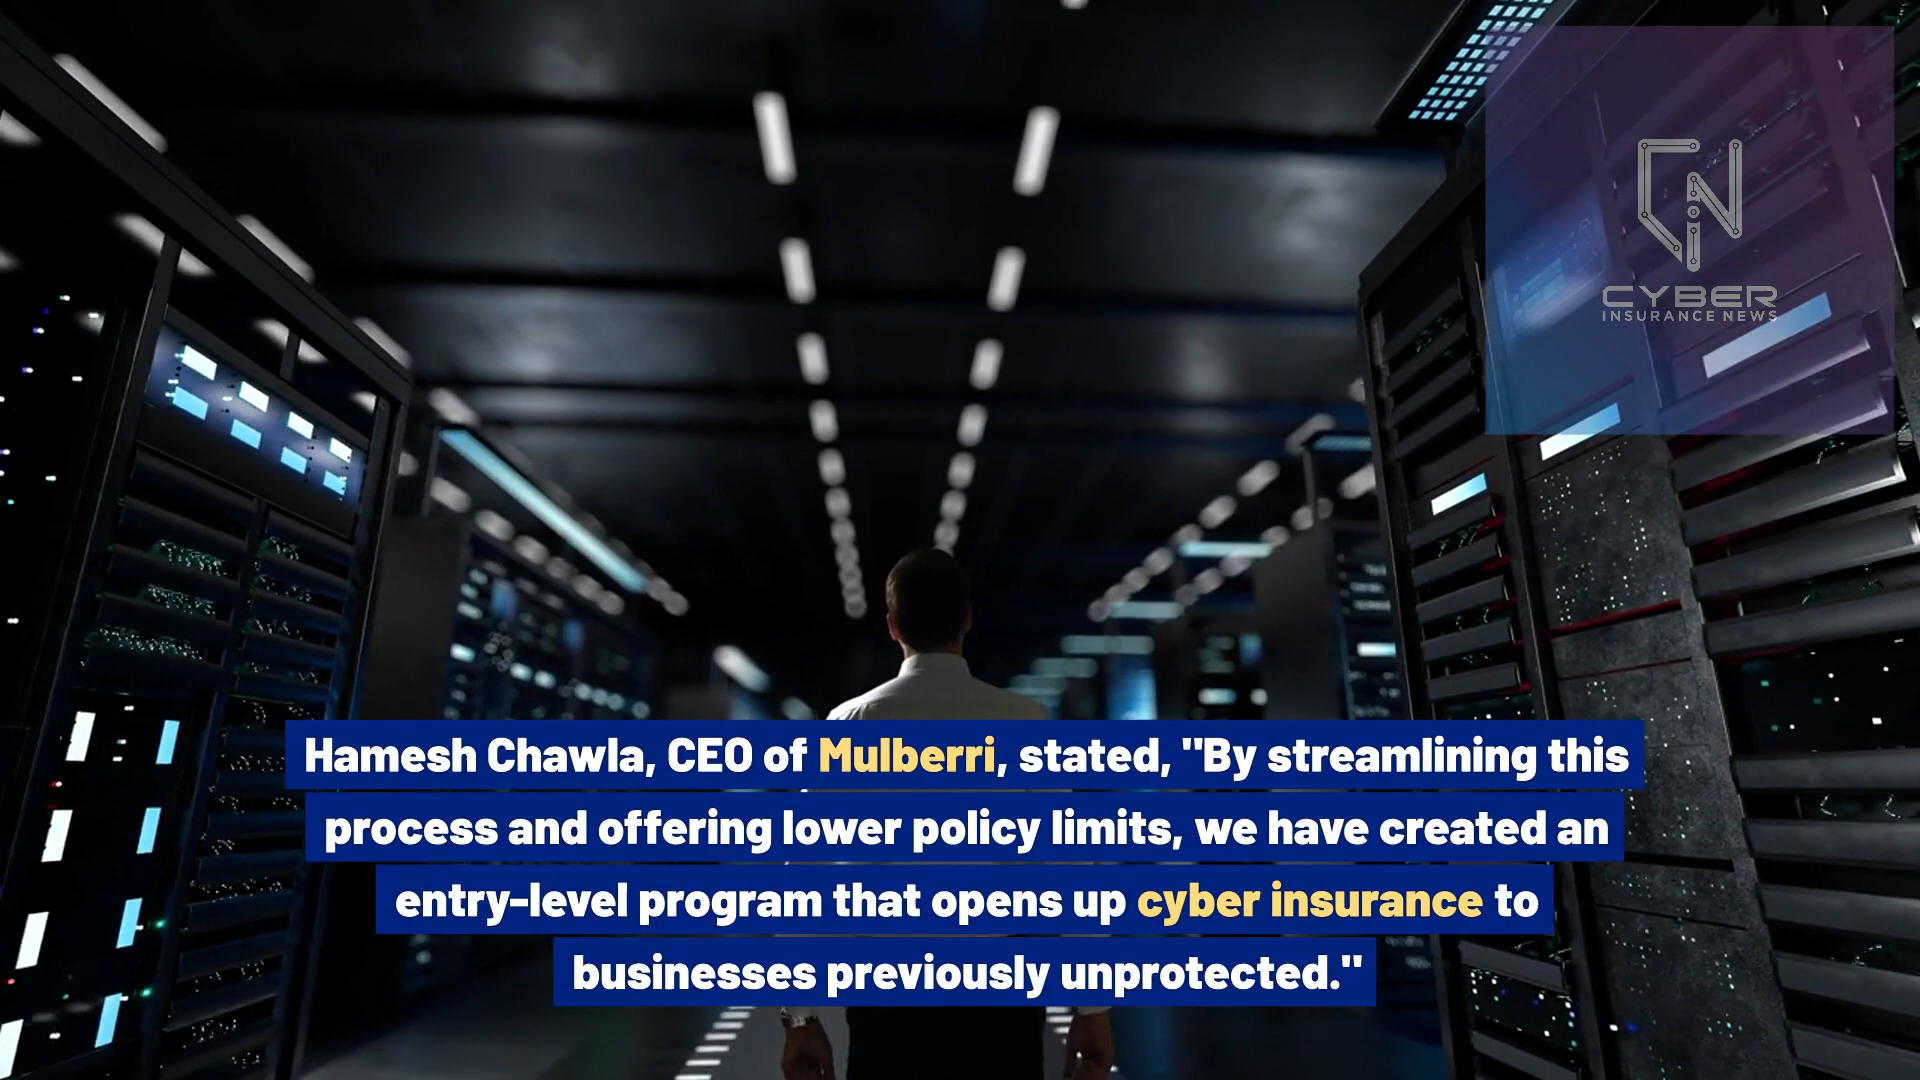 CYBER
INSURANCE NEWS
Hamesh Chawla, CEO of Mulberri, stated, "By streamlining this
process and offering lower policy limits, we have created an
entry-level program that opens up cyber insurance to
businesses previously unprotected."